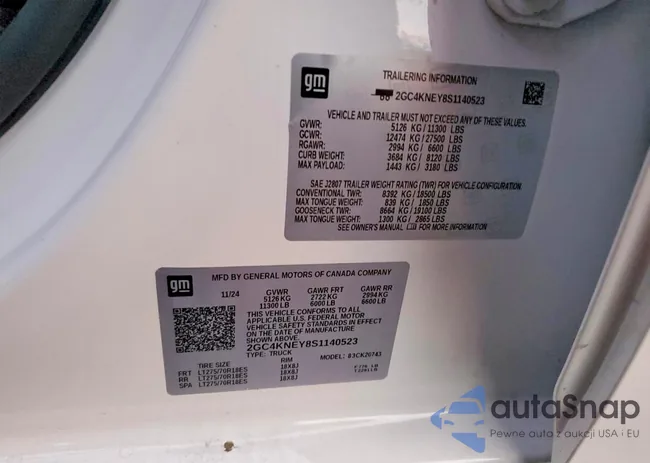 gm
TRAILERING INFORMATION
2GC4KNEY8S1140523
VEHICLE AND TRAILER MUST NOT EXCEED ANY OF THESE VALUES.
GVWR: 5126 KG / 11300 LBS
GCWR: 12474 KG / 27500 LBS
RGAWR: 2994 KG / 6600 LBS
CURB WEIGHT: 3684 KG / 8120 LBS
MAX PAYLOAD: 1443 KG / 3180 LBS
SAE J2807 TRAILER WEIGHT RATING (TWR) FOR VEHICLE CONFIGURATION.
CONVENTIONAL TWR: 8392 KG / 18500 LBS
MAX TONGUE WEIGHT: 839 KG / 1850 LBS
GOOSENECK TWR: 8664 KG / 19100 LBS
MAX TONGUE WEIGHT: 1300 KG / 2865 LBS
SEE OWNER'S MANUAL FOR MORE INFORMATION
gm
MFD BY GENERAL MOTORS OF CANADA COMPANY
11/24 GVWR GAWR FRT GAWR RR
5126 KG 2722 KG 2994 KG
11300 LB 6000 LB 6600 LB
THIS VEHICLE CONFORMS TO ALL
APPLICABLE U.S. FEDERAL MOTOR
VEHICLE SAFETY STANDARDS IN EFFECT
ON THE DATE OF MANUFACTURE
2GC4KNEY8S1140523
TYPE: TRUCK MODEL: 83CK20743
TIRE SIZE RIM
FRT LT275/70R18ES 18X8J
RR LT275/70R18ES 18X8J
SPA LT275/70R18ES 18X8J
autaSnap
Pewne auta z aukcji USA i EU